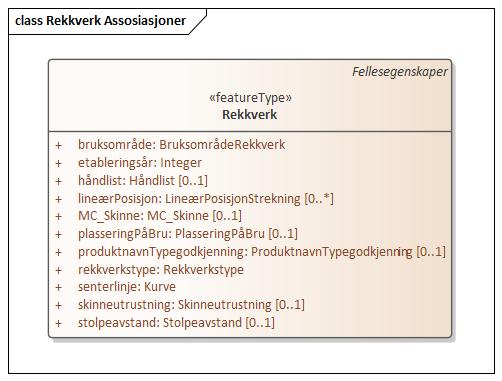 class Rekkverk Assosiasjoner
Fellesegenskaper
«featureType»
Rekkverk
+ bruksområde: BruksområdeRekkverk
+ etableringsår: Integer
+ håndlist: Håndlist [0..1]
+ lineærPosisjon: LineærPosisjonStrekning [0..*]
+ MC_Skinne: MC_Skinne [0..1]
+ plasseringPåBru: PlasseringPåBru [0..1]
+ produktnavnTypegodkjenning: ProduktnavnTypegodkjenning [0..1]
+ rekkverkstype: Rekkverkstype
+ senterlinje: Kurve
+ skinneutrustning: Skinneutrustning [0..1]
+ stolpeavstand: Stolpeavstand [0..1]